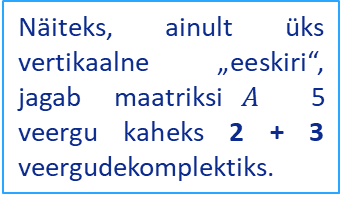 Näiteks, ainult üks
vertikaalne „eeskiri“,
jagab maatriksi A 5
veergu kaheks 2 + 3
veergudekomplektiks.